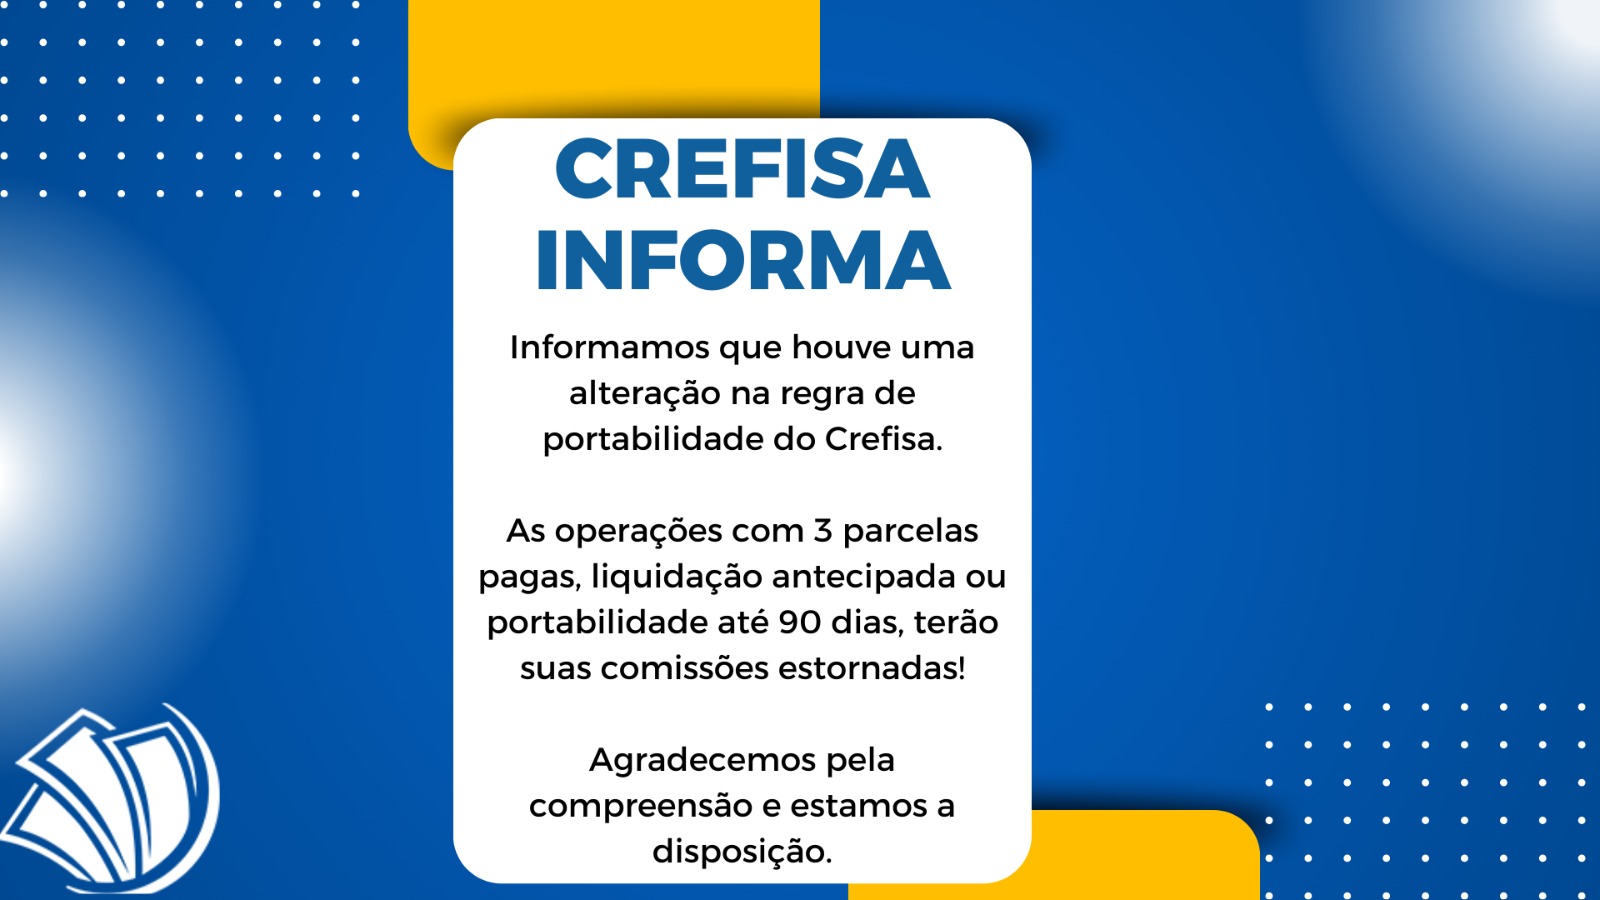 CREFISA
INFORMA
Informamos que houve uma
alteração na regra de
portabilidade do Crefisa.
As operações com 3 parcelas
pagas, liquidação antecipada ou
portabilidade até 90 dias, terão
suas comissões estornadas!
Agradecemos pela
compreensão e estamos a
disposição.